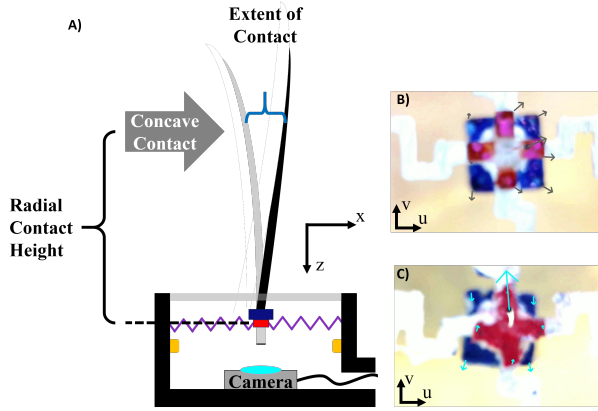 A)
Extent of
Contact
Concave
Contact
Radial
Contact
Height
x
z
Camera
B)
v
u
C)
v
u